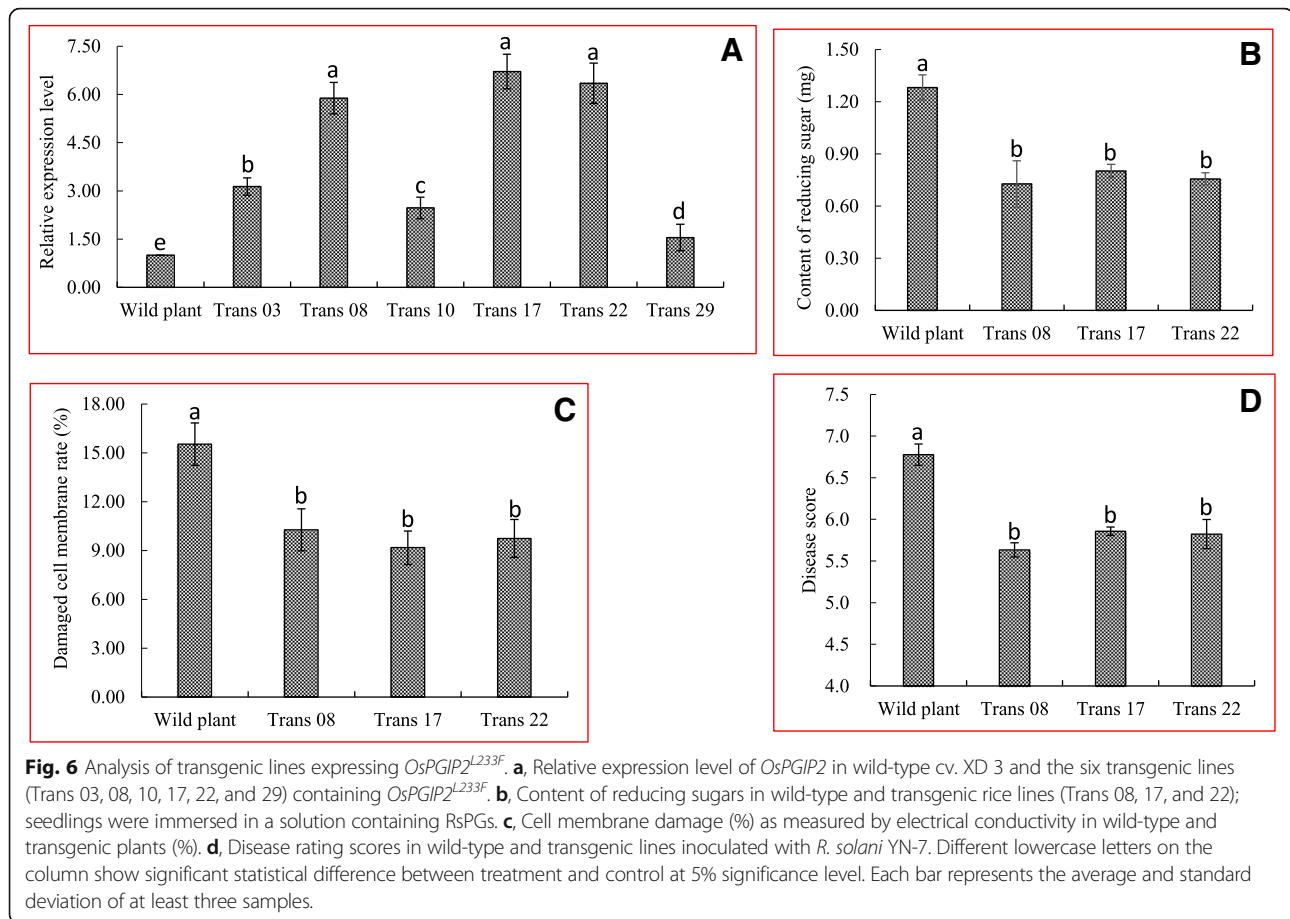 A
Relative expression level
7.50
6.00
4.50
3.00
1.50
0.00
e
b
a
c
a
a
d
Wild plant Trans 03 Trans 08 Trans 10 Trans 17 Trans 22 Trans 29
B
Content of reducing sugar (mg)
1.50
1.20
0.90
0.60
0.30
0.00
a
b
b
b
Wild plant Trans 08 Trans 17 Trans 22
C
Damaged cell membrane rate (%)
18.00
15.00
12.00
9.00
6.00
3.00
0.00
a
b
b
b
Wild plant Trans 08 Trans 17 Trans 22
D
Disease score
7.5
7.0
6.5
6.0
5.5
5.0
4.5
4.0
a
b
b
b
Wild plant Trans 08 Trans 17 Trans 22
Fig. 6 Analysis of transgenic lines expressing OsPGIP2L233F. a, Relative expression level of OsPGIP2 in wild-type cv. XD 3 and the six transgenic lines
(Trans 03, 08, 10, 17, 22, and 29) containing OsPGIP2L233F. b, Content of reducing sugars in wild-type and transgenic rice lines (Trans 08, 17, and 22);
seedlings were immersed in a solution containing RsPGs. c, Cell membrane damage (%) as measured by electrical conductivity in wild-type and
transgenic plants (%). d, Disease rating scores in wild-type and transgenic lines inoculated with R. solani YN-7. Different lowercase letters on the
column show significant statistical difference between treatment and control at 5% significance level. Each bar represents the average and standard
deviation of at least three samples.